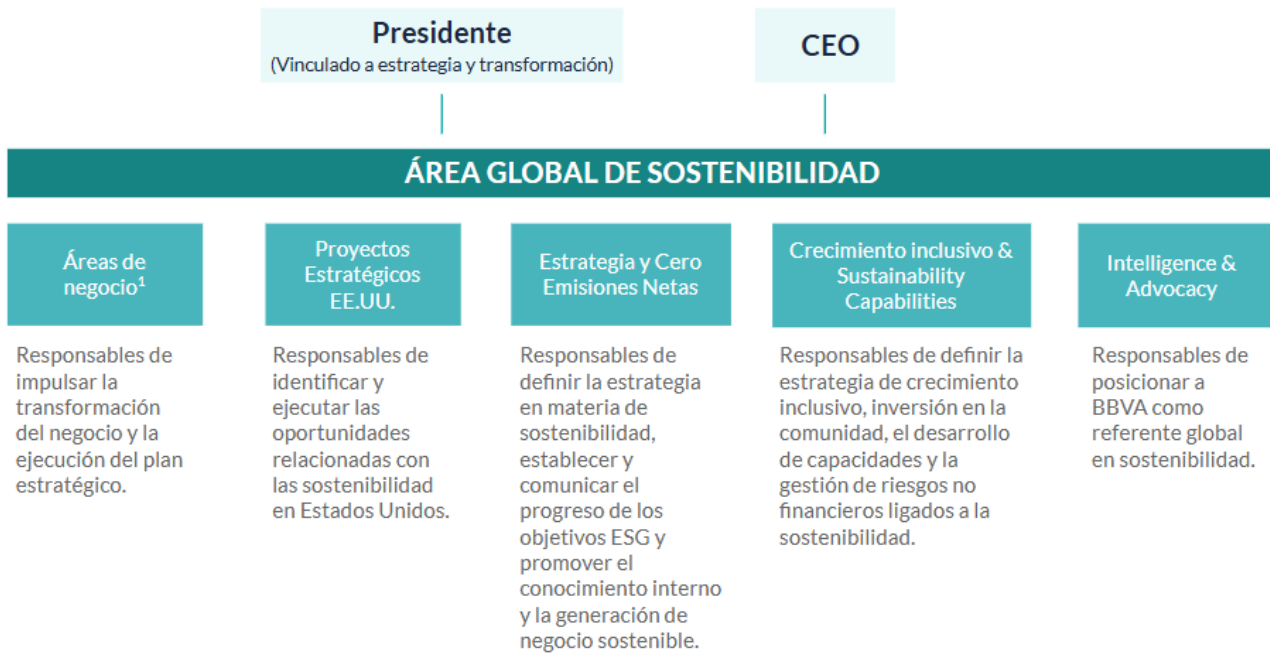 Presidente
(Vinculado a estrategia y transformación)
CEO
ÁREA GLOBAL DE SOSTENIBILIDAD
Áreas de
negocio¹
Responsables de
impulsar la
transformación
del negocio y la
ejecución del plan
estratégico.
Proyectos
Estratégicos
EE.UU.
Responsables de
identificar y
ejecutar las
oportunidades
relacionadas con
las sostenibilidad
en Estados Unidos.
Estrategia y Cero
Emisiones Netas
Responsables de
definir la estrategia
en materia de
sostenibilidad,
establecer y
comunicar el
progreso de los
objetivos ESG y
promover el
conocimiento interno
y la generación de
negocio sostenible.
Crecimiento inclusivo &
Sustainability
Capabilities
Responsables de definir la
estrategia de crecimiento
inclusivo, inversión en la
comunidad, el desarrollo
de capacidades y la
gestión de riesgos no
financieros ligados a la
sostenibilidad.
Intelligence &
Advocacy
Responsables de
posicionar a
BBVA como
referente global
en sostenibilidad.